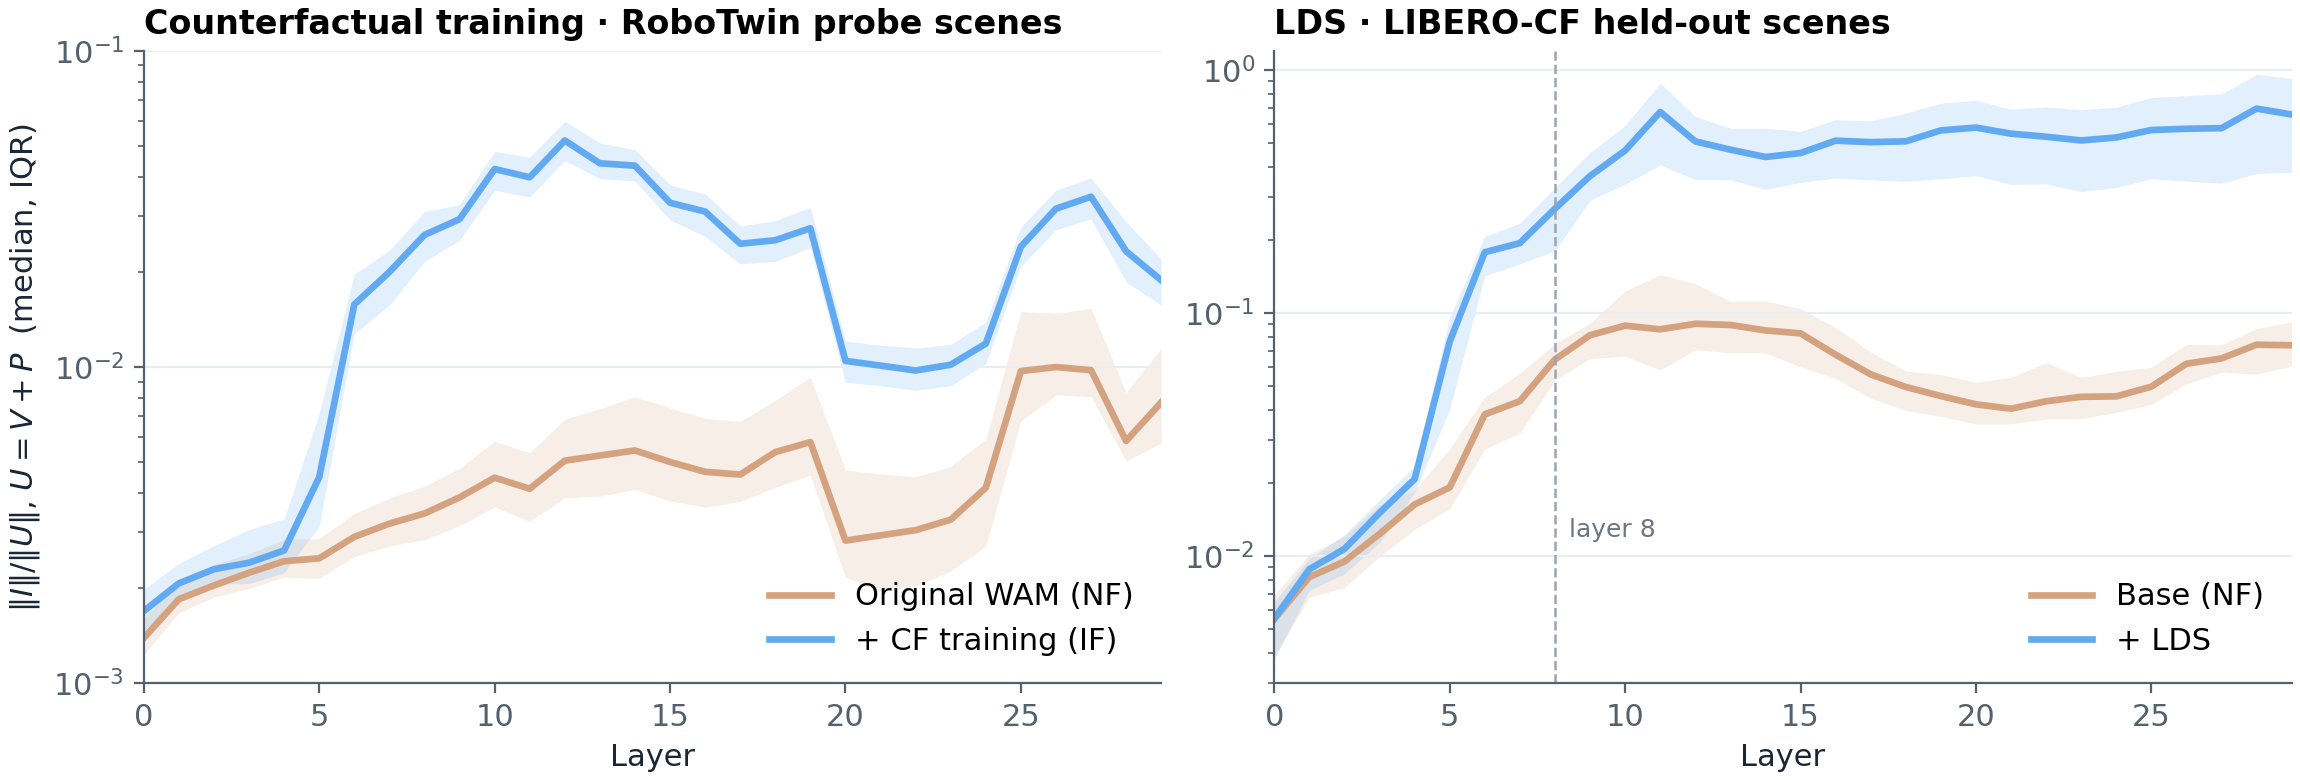 Counterfactual training · RoboTwin probe scenes
‖I‖/‖U‖, U = V + P (median, IQR)
10⁻¹
10⁻²
10⁻³
0
5
10
15
20
25
Layer
Original WAM (NF)
+ CF training (IF)
LDS · LIBERO-CF held-out scenes
10⁰
10⁻¹
10⁻²
layer 8
0
5
10
15
20
25
Layer
Base (NF)
+ LDS